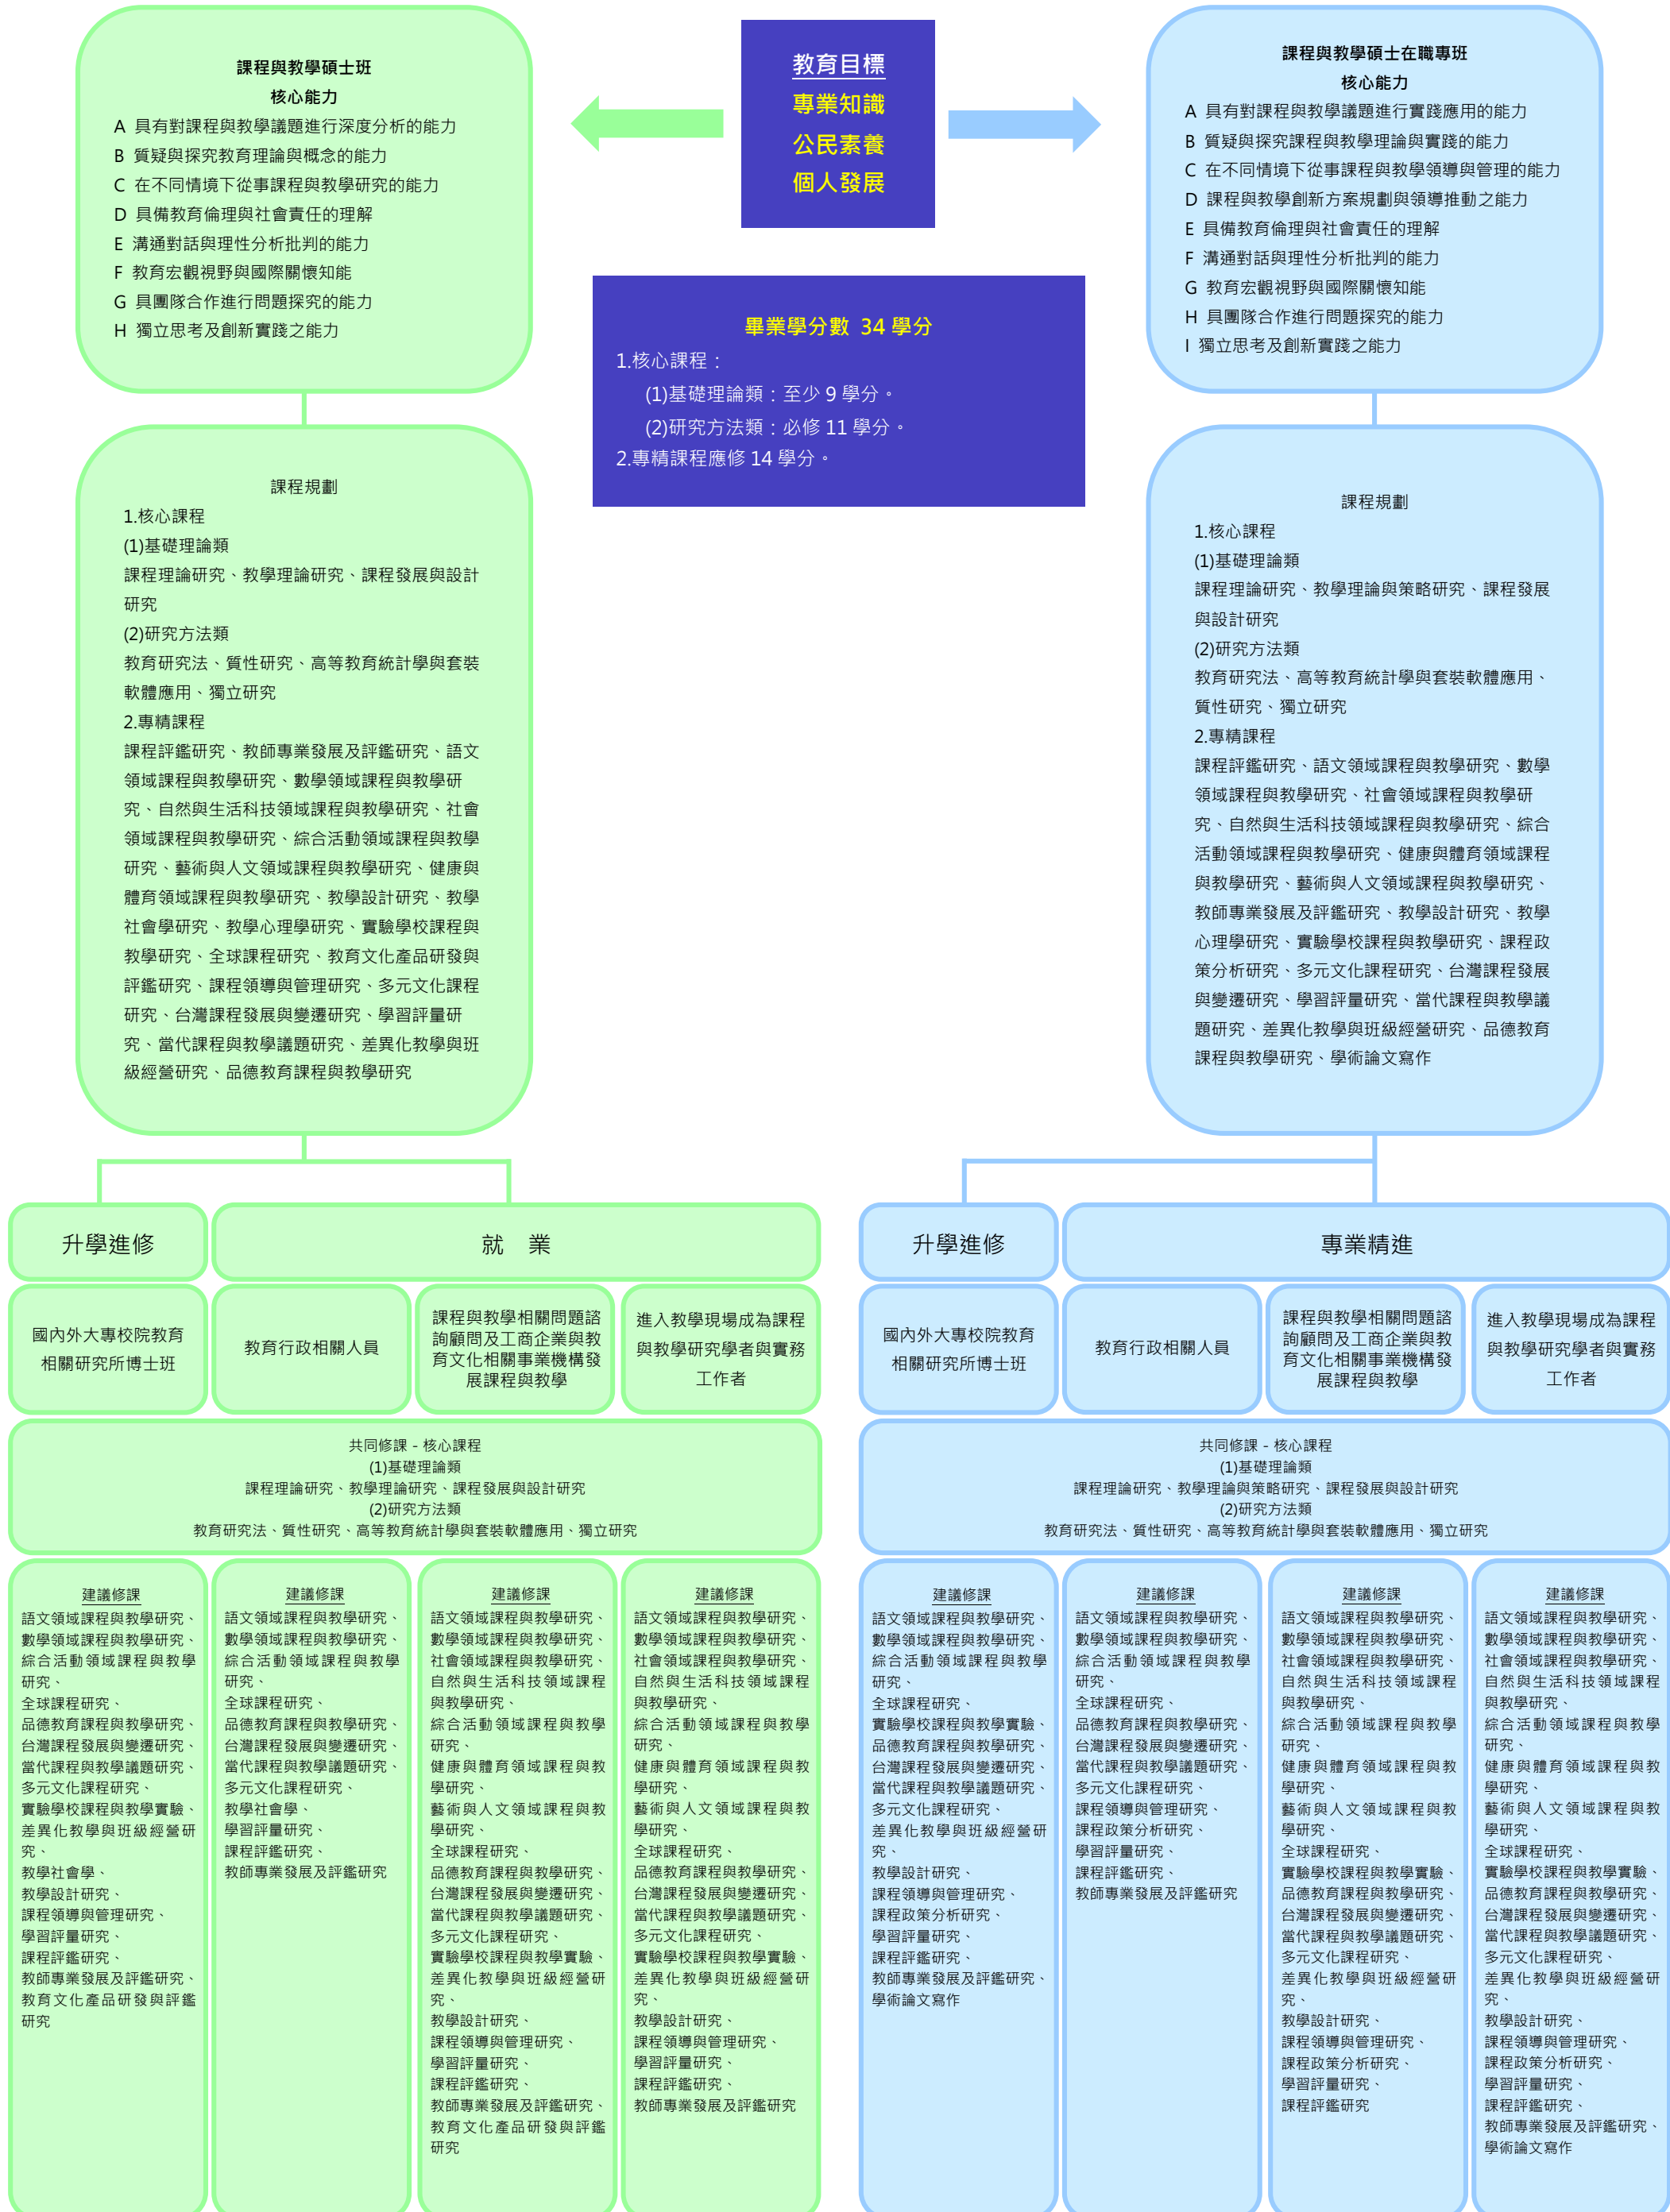 課程與教學碩士班
核心能力
A 具有對課程與教學議題進行深度分析的能力
B 質疑與探究教育理論與概念的能力
C 在不同情境下從事課程與教學研究的能力
D 具備教育倫理與社會責任的理解
E 溝通對話與理性分析批判的能力
F 教育宏觀視野與國際關懷知能
G 具團隊合作進行問題探究的能力
H 獨立思考及創新實踐之能力
教育目標
專業知識
公民素養
個人發展
課程與教學碩士在職專班
核心能力
A 具有對課程與教學議題進行實踐應用的能力
B 質疑與探究課程與教學理論與實踐的能力
C 在不同情境下從事課程與教學領導與管理的能力
D 課程與教學創新方案規劃與領導推動之能力
E 具備教育倫理與社會責任的理解
F 溝通對話與理性分析批判的能力
G 教育宏觀視野與國際關懷知能
H 具團隊合作進行問題探究的能力
I 獨立思考及創新實踐之能力
畢業學分數 34 學分
1.核心課程：
(1)基礎理論類：至少 9 學分。
(2)研究方法類：必修 11 學分。
2.專精課程應修 14 學分。
課程規劃
1.核心課程
(1)基礎理論類
課程理論研究、教學理論研究、課程發展與設計
研究
(2)研究方法類
教育研究法、質性研究、高等教育統計學與套裝
軟體應用、獨立研究
2.專精課程
課程評鑑研究、教師專業發展及評鑑研究、語文
領域課程與教學研究、數學領域課程與教學研
究、自然與生活科技領域課程與教學研究、社會
領域課程與教學研究、綜合活動領域課程與教學
研究、藝術與人文領域課程與教學研究、健康與
體育領域課程與教學研究、教學設計研究、教學
社會學研究、教學心理學研究、實驗學校課程與
教學研究、全球課程研究、教育文化產品研發與
評鑑研究、課程領導與管理研究、多元文化課程
研究、台灣課程發展與變遷研究、學習評量研
究、當代課程與教學議題研究、差異化教學與班
級經營研究、品德教育課程與教學研究
課程規劃
1.核心課程
(1)基礎理論類
課程理論研究、教學理論與策略研究、課程發展
與設計研究
(2)研究方法類
教育研究法、高等教育統計學與套裝軟體應用、
質性研究、獨立研究
2.專精課程
課程評鑑研究、語文領域課程與教學研究、數學
領域課程與教學研究、社會領域課程與教學研
究、自然與生活科技領域課程與教學研究、綜合
活動領域課程與教學研究、健康與體育領域課程
與教學研究、藝術與人文領域課程與教學研究、
教師專業發展及評鑑研究、教學設計研究、教學
心理學研究、實驗學校課程與教學研究、課程政
策分析研究、多元文化課程研究、台灣課程發展
與變遷研究、學習評量研究、當代課程與教學議
題研究、差異化教學與班級經營研究、品德教育
課程與教學研究、學術論文寫作
升學進修
就 業
國內外大專校院教育
相關研究所博士班
教育行政相關人員
課程與教學相關問題諮
詢顧問及工商企業與教
育文化相關事業機構發
展課程與教學
進入教學現場成為課程
與教學研究學者與實務
工作者
共同修課 - 核心課程
(1)基礎理論類
課程理論研究、教學理論研究、課程發展與設計研究
(2)研究方法類
教育研究法、質性研究、高等教育統計學與套裝軟體應用、獨立研究
建議修課
語文領域課程與教學研究、
數學領域課程與教學研究、
綜合活動領域課程與教學
研究、
全球課程研究、
品德教育課程與教學研究、
台灣課程發展與變遷研究、
當代課程與教學議題研究、
多元文化課程研究、
實驗學校課程與教學實驗、
差異化教學與班級經營研
究、
教學社會學、
教學設計研究、
課程領導與管理研究、
學習評量研究、
課程評鑑研究、
教師專業發展及評鑑研究、
教育文化產品研發與評鑑
研究
建議修課
語文領域課程與教學研究、
數學領域課程與教學研究、
綜合活動領域課程與教學
研究、
全球課程研究、
品德教育課程與教學研究、
台灣課程發展與變遷研究、
當代課程與教學議題研究、
多元文化課程研究、
教學社會學、
學習評量研究、
課程評鑑研究、
教師專業發展及評鑑研究
建議修課
語文領域課程與教學研究、
數學領域課程與教學研究、
社會領域課程與教學研究、
自然與生活科技領域課程
與教學研究、
綜合活動領域課程與教學
研究、
健康與體育領域課程與教
學研究、
藝術與人文領域課程與教
學研究、
全球課程研究、
品德教育課程與教學研究、
台灣課程發展與變遷研究、
當代課程與教學議題研究、
多元文化課程研究、
實驗學校課程與教學實驗、
差異化教學與班級經營研
究、
教學設計研究、
課程領導與管理研究、
學習評量研究、
課程評鑑研究、
教師專業發展及評鑑研究、
教育文化產品研發與評鑑
研究
建議修課
語文領域課程與教學研究、
數學領域課程與教學研究、
社會領域課程與教學研究、
自然與生活科技領域課程
與教學研究、
綜合活動領域課程與教學
研究、
健康與體育領域課程與教
學研究、
藝術與人文領域課程與教
學研究、
全球課程研究、
品德教育課程與教學研究、
台灣課程發展與變遷研究、
當代課程與教學議題研究、
多元文化課程研究、
實驗學校課程與教學實驗、
差異化教學與班級經營研
究、
教學設計研究、
課程領導與管理研究、
學習評量研究、
課程評鑑研究、
教師專業發展及評鑑研究
升學進修
專業精進
國內外大專校院教育
相關研究所博士班
教育行政相關人員
課程與教學相關問題諮
詢顧問及工商企業與教
育文化相關事業機構發
展課程與教學
進入教學現場成為課程
與教學研究學者與實務
工作者
共同修課 - 核心課程
(1)基礎理論類
課程理論研究、教學理論與策略研究、課程發展與設計研究
(2)研究方法類
教育研究法、質性研究、高等教育統計學與套裝軟體應用、獨立研究
建議修課
語文領域課程與教學研究、
數學領域課程與教學研究、
綜合活動領域課程與教學
研究、
全球課程研究、
實驗學校課程與教學實驗、
品德教育課程與教學研究、
台灣課程發展與變遷研究、
當代課程與教學議題研究、
多元文化課程研究、
差異化教學與班級經營研
究、
教學設計研究、
課程領導與管理研究、
課程政策分析研究、
學習評量研究、
課程評鑑研究、
教師專業發展及評鑑研究、
學術論文寫作
建議修課
語文領域課程與教學研究、
數學領域課程與教學研究、
綜合活動領域課程與教學
研究、
全球課程研究、
品德教育課程與教學研究、
台灣課程發展與變遷研究、
當代課程與教學議題研究、
多元文化課程研究、
課程領導與管理研究、
課程政策分析研究、
學習評量研究、
課程評鑑研究、
教師專業發展及評鑑研究
建議修課
語文領域課程與教學研究、
數學領域課程與教學研究、
社會領域課程與教學研究、
自然與生活科技領域課程
與教學研究、
綜合活動領域課程與教學
研究、
健康與體育領域課程與教
學研究、
藝術與人文領域課程與教
學研究、
全球課程研究、
實驗學校課程與教學實驗、
品德教育課程與教學研究、
台灣課程發展與變遷研究、
當代課程與教學議題研究、
多元文化課程研究、
差異化教學與班級經營研
究、
教學設計研究、
課程領導與管理研究、
課程政策分析研究、
學習評量研究、
課程評鑑研究
建議修課
語文領域課程與教學研究、
數學領域課程與教學研究、
社會領域課程與教學研究、
自然與生活科技領域課程
與教學研究、
綜合活動領域課程與教學
研究、
健康與體育領域課程與教
學研究、
藝術與人文領域課程與教
學研究、
全球課程研究、
實驗學校課程與教學實驗、
品德教育課程與教學研究、
台灣課程發展與變遷研究、
當代課程與教學議題研究、
多元文化課程研究、
差異化教學與班級經營研
究、
教學設計研究、
課程領導與管理研究、
課程政策分析研究、
學習評量研究、
課程評鑑研究、
教師專業發展及評鑑研究、
學術論文寫作